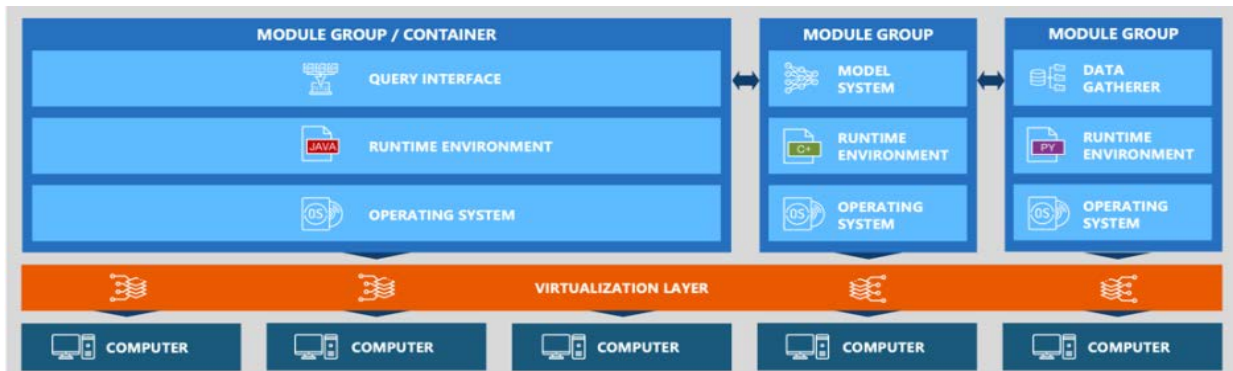 MODULE GROUP / CONTAINER
QUERY INTERFACE
JAVA
RUNTIME ENVIRONMENT
OS
OPERATING SYSTEM
MODULE GROUP
MODEL
SYSTEM
C+
RUNTIME
ENVIRONMENT
OS
OPERATING
SYSTEM
MODULE GROUP
DATA
GATHERER
PY
RUNTIME
ENVIRONMENT
OS
OPERATING
SYSTEM
VIRTUALIZATION LAYER
COMPUTER
COMPUTER
COMPUTER
COMPUTER
COMPUTER